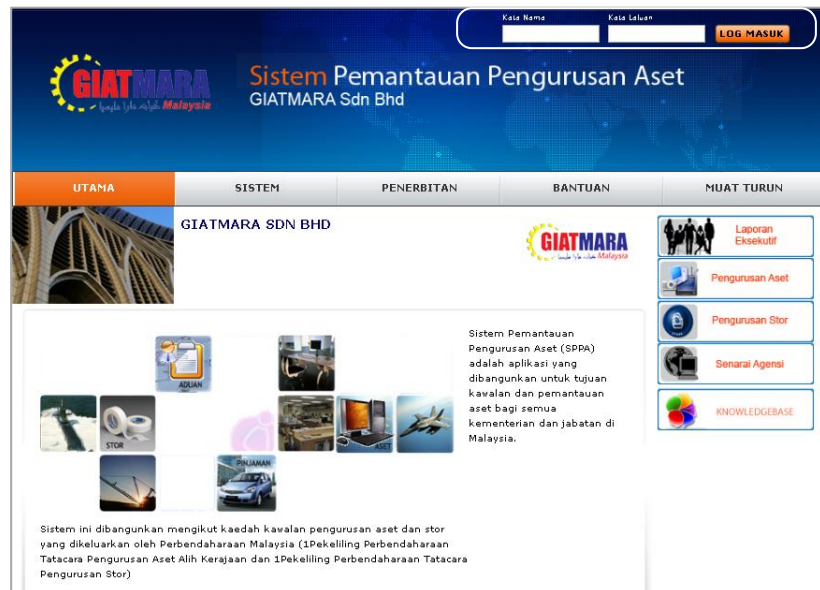 Kata Nama
Kata Laluan
LOG MASUK
GIATMARA
Malaysia
Sistem Pemantauan Pengurusan Aset
GIATMARA Sdn Bhd
UTAMA
SISTEM
PENERBITAN
BANTUAN
MUAT TURUN
GIATMARA SDN BHD
GIATMARA
Malaysia
Laporan
Eksekutif
Pengurusan Aset
Pengurusan Stor
Senarai Agensi
KNOWLEDGEBASE
ADUAN
STOR
ASET
PINJAMAN
Sistem Pemantauan
Pengurusan Aset (SPPA)
adalah aplikasi yang
dibangunkan untuk tujuan
kawalan dan pemantauan
aset bagi semua
kementerian dan jabatan di
Malaysia.
Sistem ini dibangunkan mengikut kaedah kawalan pengurusan aset dan stor
yang dikeluarkan oleh Perbendaharaan Malaysia (1Pekeliling Perbendaharaan
Tatacara Pengurusan Aset Alih Kerajaan dan 1Pekeliling Perbendaharaan Tatacara
Pengurusan Stor)